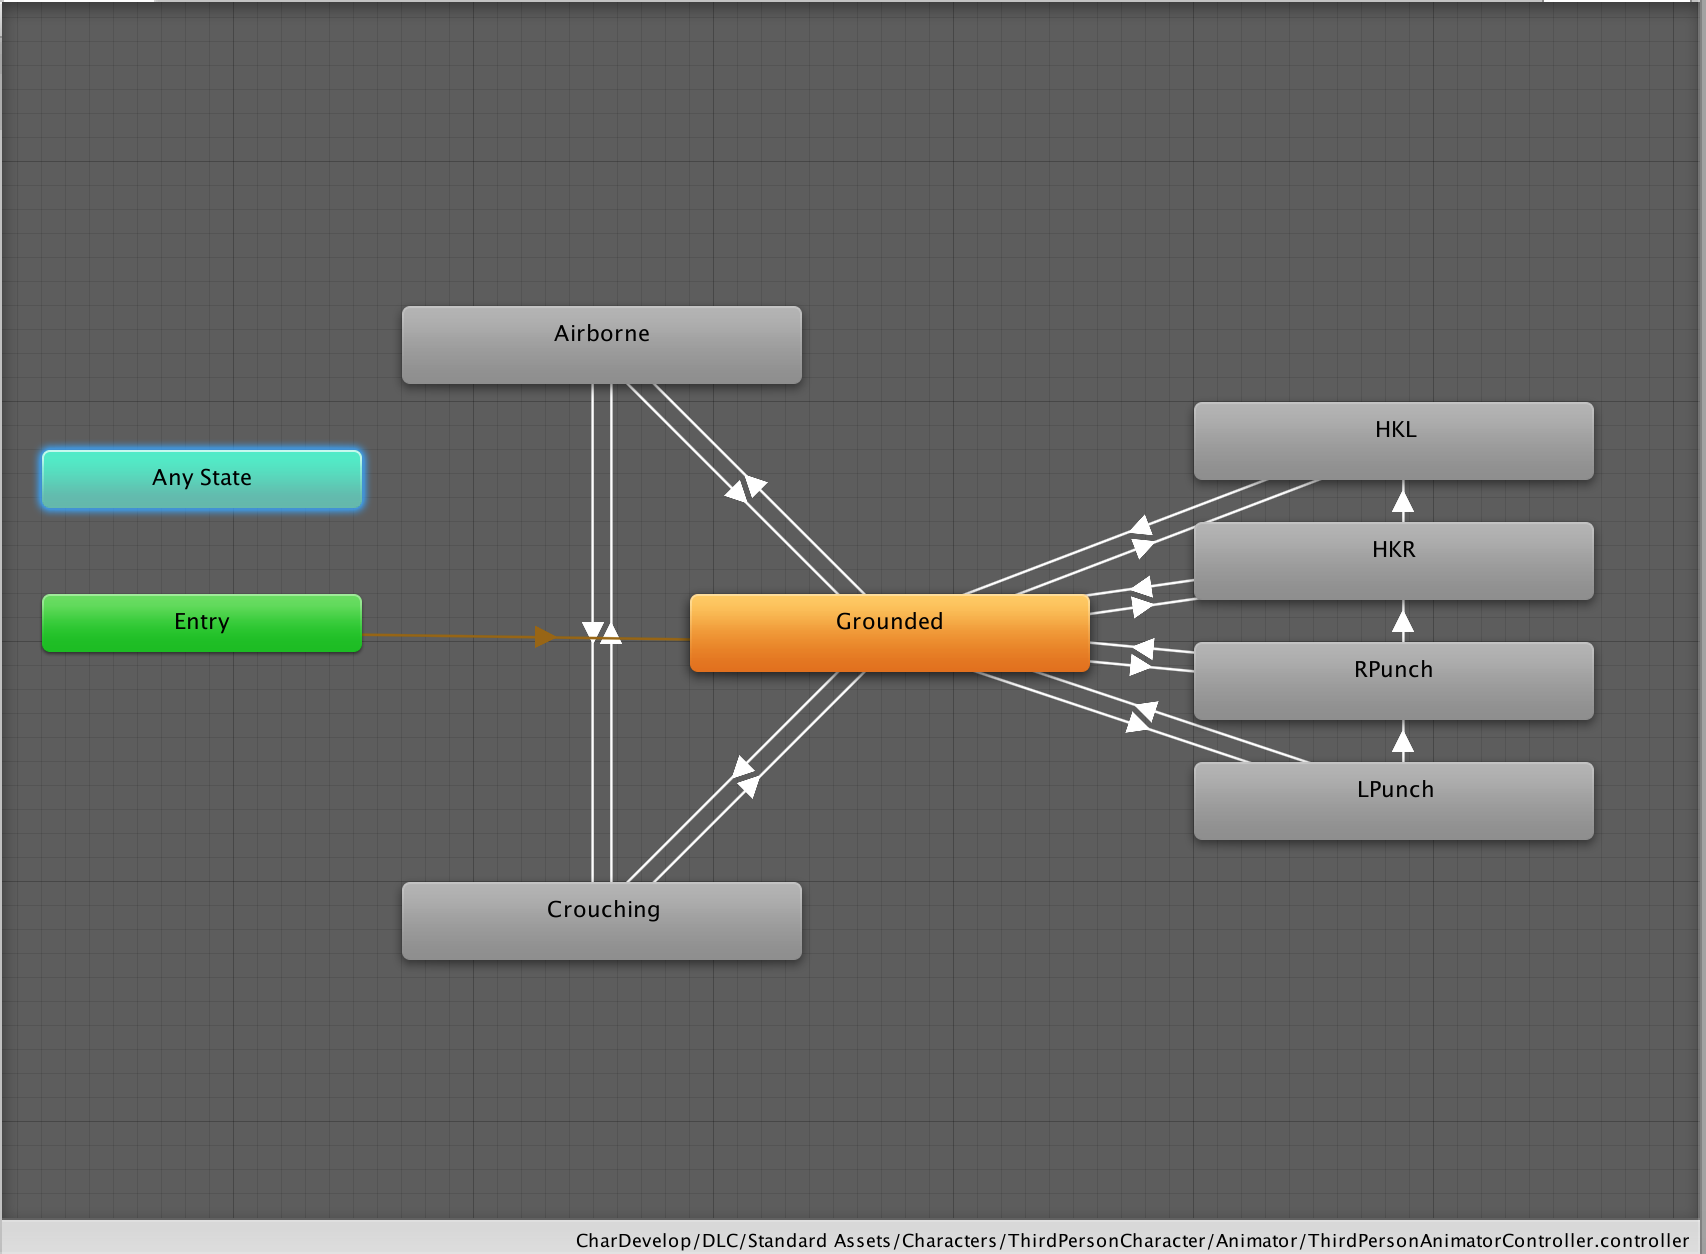 Airborne
HKL
Any State
HKR
Entry
Grounded
RPunch
LPunch
Crouching
CharDevelop/DLC/Standard Assets/Characters/ThirdPersonCharacter/Animator/ThirdPersonAnimatorController.controller